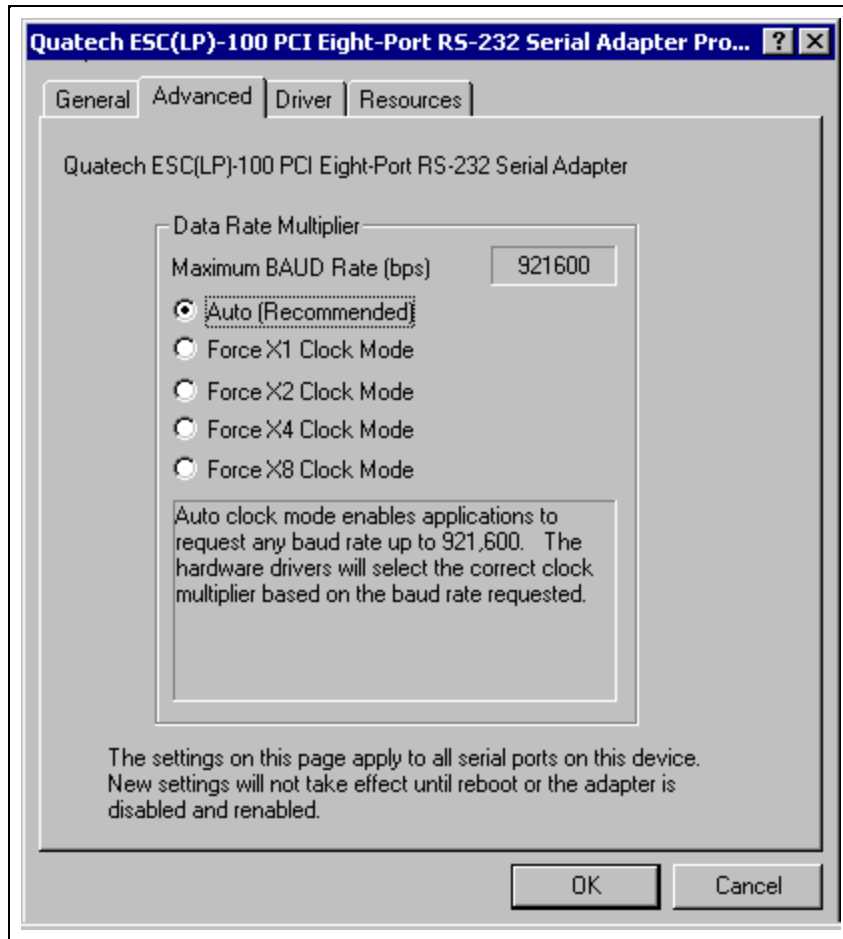 Quatech ESC(LP)-100 PCI Eight-Port RS-232 Serial Adapter Pro... ? ×
General Advanced Driver Resources
Quatech ESC(LP)-100 PCI Eight-Port RS-232 Serial Adapter
Data Rate Multiplier
Maximum BAUD Rate (bps) 921600
Auto (Recommended)
Force X1 Clock Mode
Force X2 Clock Mode
Force X4 Clock Mode
Force X8 Clock Mode
Auto clock mode enables applications to
request any baud rate up to 921,600. The
hardware drivers will select the correct clock
multiplier based on the baud rate requested.
The settings on this page apply to all serial ports on this device.
New settings will not take effect until reboot or the adapter is
disabled and renabled.
OK Cancel